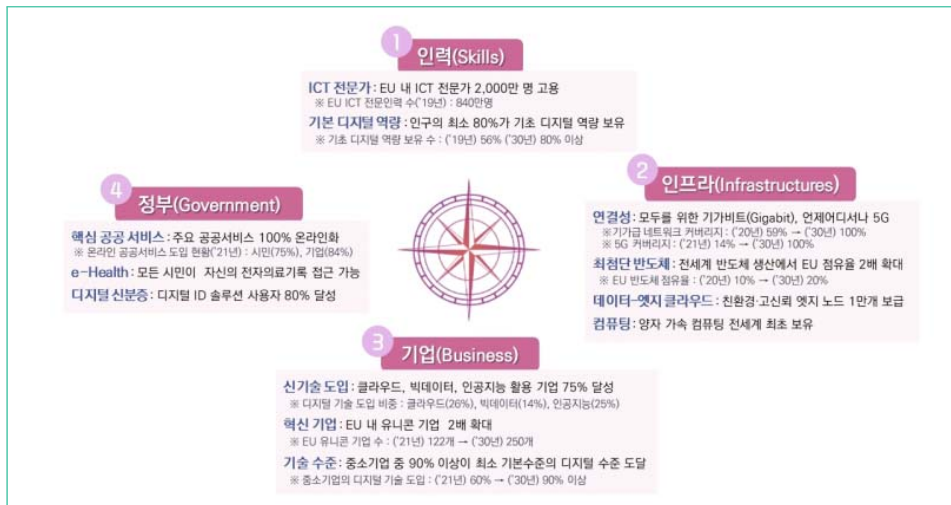 1
인력(Skills)
ICT 전문가 : EU 내 ICT 전문가 2,000만 명 고용
※ EU ICT 전문인력 수('19년) : 840만명
기본 디지털 역량 : 인구의 최소 80%가 기초 디지털 역량 보유
※ 기초 디지털 역량 보유 수 : ('19년) 56% ('30년) 80% 이상
2
인프라(Infrastructures)
연결성 : 모두를 위한 기가비트(Gigabit), 언제어디서나 5G
※기가급 네트워크 커버리지 : ('20년) 59% → ('30년) 100%
※ 5G 커버리지 : ('21년) 14% → ('30년) 100%
최첨단 반도체 : 전세계 반도체 생산에서 EU 점유율 2배 확대
※ EU 반도체 점유율 : ('20년) 10% → ('30년) 20%
데이터-엣지 클라우드 : 친환경·고신뢰 엣지 노드 1만개 보급
컴퓨팅 : 양자 가속 컴퓨팅 전세계 최초 보유
3
기업(Business)
신기술 도입 : 클라우드, 빅데이터, 인공지능 활용 기업 75% 달성
※ 디지털 기술 도입 비중 : 클라우드(26%), 빅데이터(14%), 인공지능(25%)
혁신 기업 : EU 내 유니콘 기업 2배 확대
※ EU 유니콘 기업 수 : ('21년) 122개 → ('30년) 250개
기술 수준 : 중소기업 중 90% 이상이 최소 기본수준의 디지털 수준 도달
※ 중소기업의 디지털 기술 도입 : ('21년) 60% → ('30년) 90% 이상
4
정부(Government)
핵심 공공 서비스 : 주요 공공서비스 100% 온라인화
※ 온라인 공공서비스 도입 현황('21년) : 시민(75%), 기업(84%)
e-Health : 모든 시민이 자신의 전자의료기록 접근 가능
디지털 신분증 : 디지털 ID 솔루션 사용자 80% 달성